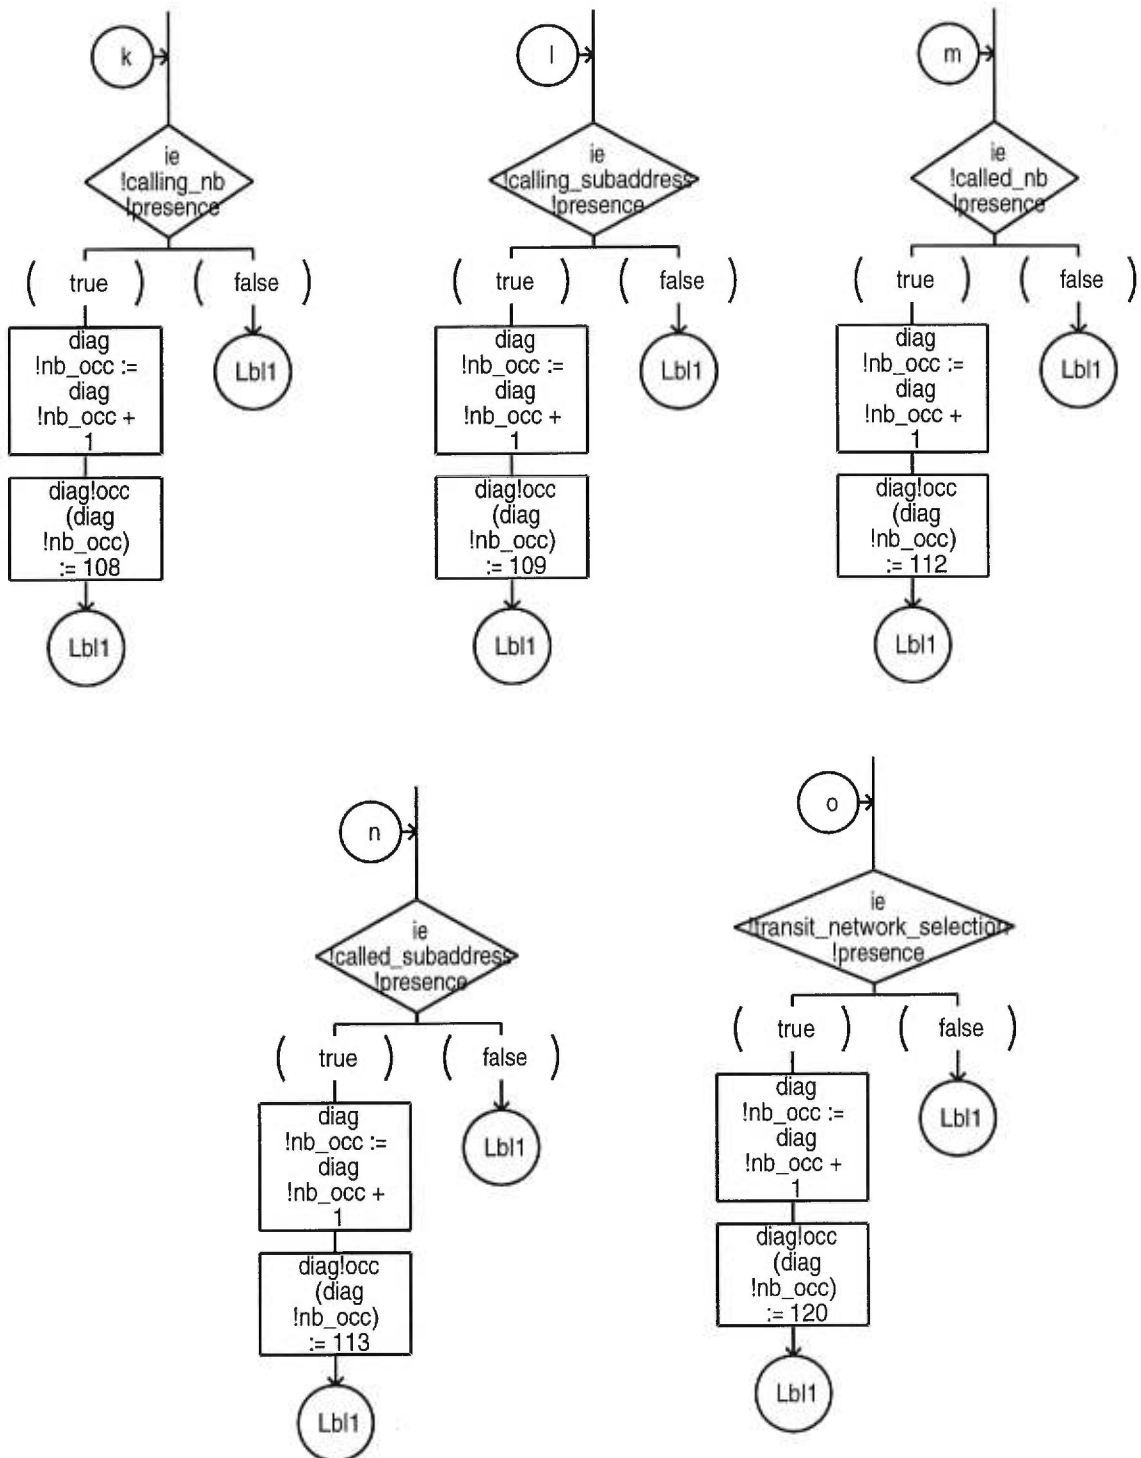 k
ie
!calling_nb
!presence
( true )
( false )
diag
!nb_occ :=
diag
!nb_occ +
1
Lbl1
diag!occ
(diag
!nb_occ)
:= 108
Lbl1
l
ie
!calling_subaddress
!presence
( true )
( false )
diag
!nb_occ :=
diag
!nb_occ +
1
Lbl1
diag!occ
(diag
!nb_occ)
:= 109
Lbl1
m
ie
!called_nb
!presence
( true )
( false )
diag
!nb_occ :=
diag
!nb_occ +
1
Lbl1
diag!occ
(diag
!nb_occ)
:= 112
Lbl1
n
ie
!called_subaddress
!presence
( true )
( false )
diag
!nb_occ :=
diag
!nb_occ +
1
Lbl1
diag!occ
(diag
!nb_occ)
:= 113
Lbl1
o
ie
!transit_network_selection
!presence
( true )
( false )
diag
!nb_occ :=
diag
!nb_occ +
1
Lbl1
diag!occ
(diag
!nb_occ)
:= 120
Lbl1